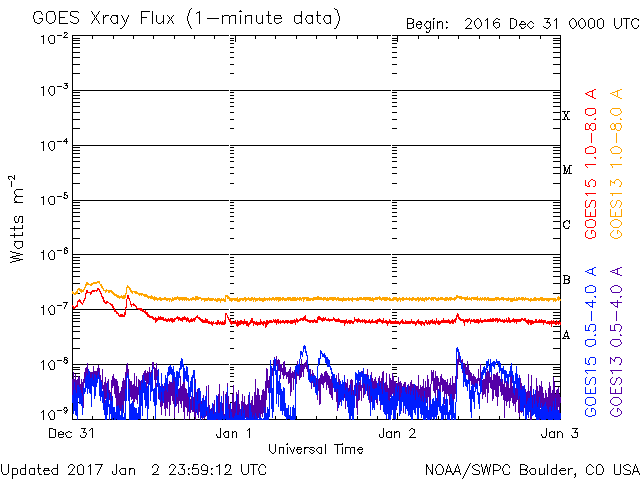 GOES Xray Flux (1-minute data)
Begin: 2016 Dec 31 0000 UTC
10-2
10-3
10-4
10-5
10-6
10-7
10-8
10-9
Watts m-2
X
M
C
B
A
GOES15 1.0-8.0 A
GOES13 1.0-8.0 A
GOES15 0.5-4.0 A
GOES13 0.5-4.0 A
Dec 31
Jan 1
Jan 2
Jan 3
Universal Time
Updated 2017 Jan 2 23:59:12 UTC
NOAA/SWPC Boulder, CO USA